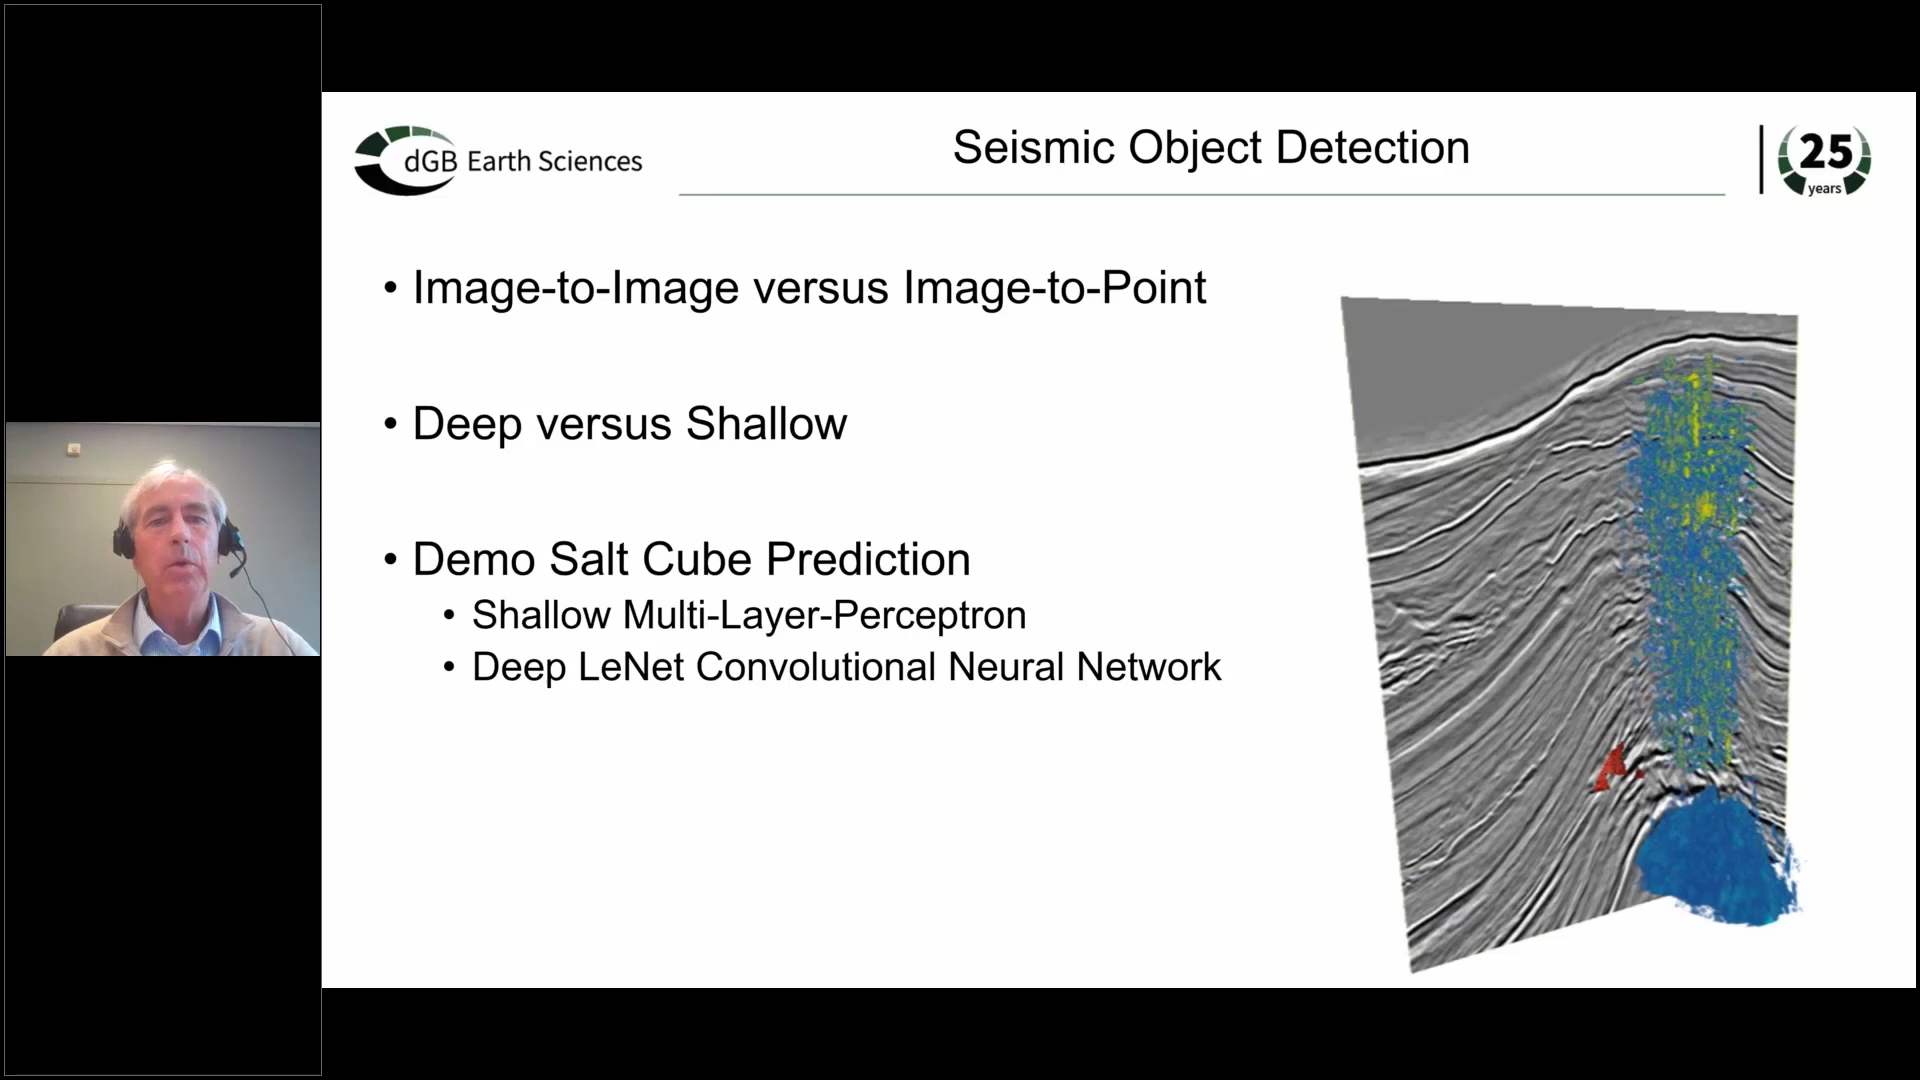 dGB Earth Sciences
Seismic Object Detection
25
years
• Image-to-Image versus Image-to-Point
• Deep versus Shallow
• Demo Salt Cube Prediction
• Shallow Multi-Layer-Perceptron
• Deep LeNet Convolutional Neural Network